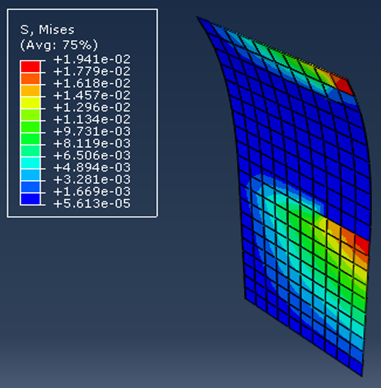 S, Mises
(Avg: 75%)
+1.941e-02
+1.779e-02
+1.618e-02
+1.457e-02
+1.296e-02
+1.134e-02
+9.731e-03
+8.119e-03
+6.506e-03
+4.894e-03
+3.281e-03
+1.669e-03
+5.613e-05